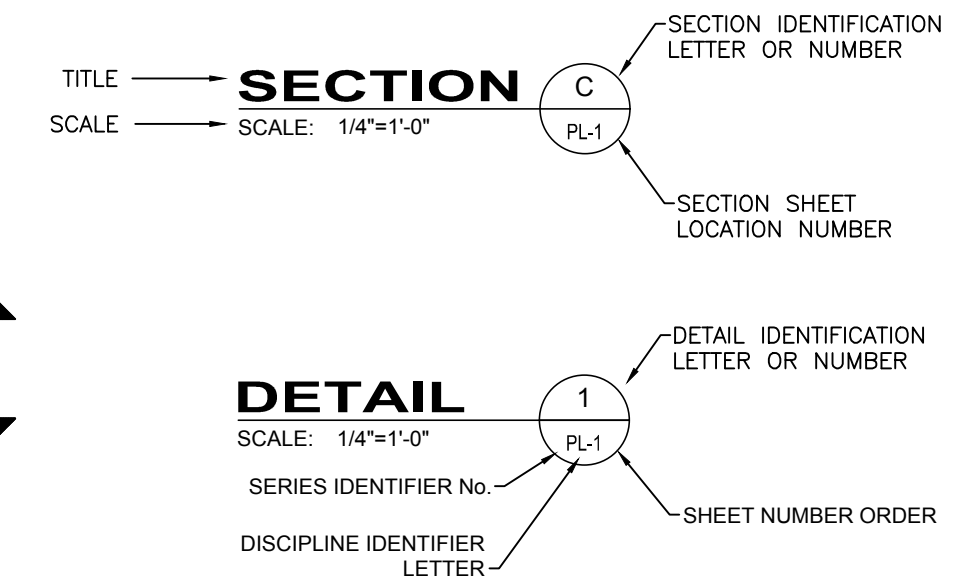 SECTION IDENTIFICATION
LETTER OR NUMBER
TITLE
SECTION
C
SCALE
SCALE: 1/4"=1'-0"
PL-1
SECTION SHEET
LOCATION NUMBER
DETAIL IDENTIFICATION
LETTER OR NUMBER
DETAIL
1
SCALE: 1/4"=1'-0"
PL-1
SERIES IDENTIFIER No.
SHEET NUMBER ORDER
DISCIPLINE IDENTIFIER
LETTER